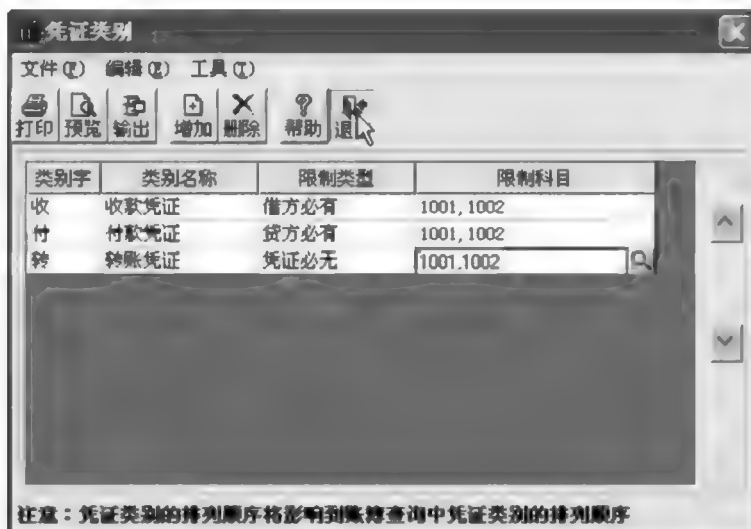 凭证类别
文件(F) 编辑(E) 工具(T)
打印 预览 输出 增加 删除 帮助 退
类别字 类别名称 限制类型 限制科目
收 收款凭证 借方必有 1001,1002
付 付款凭证 贷方必有 1001,1002
转 转账凭证 凭证必无 1001.1002
注意：凭证类别的排列顺序将影响到账簿查询中凭证类别的排列顺序